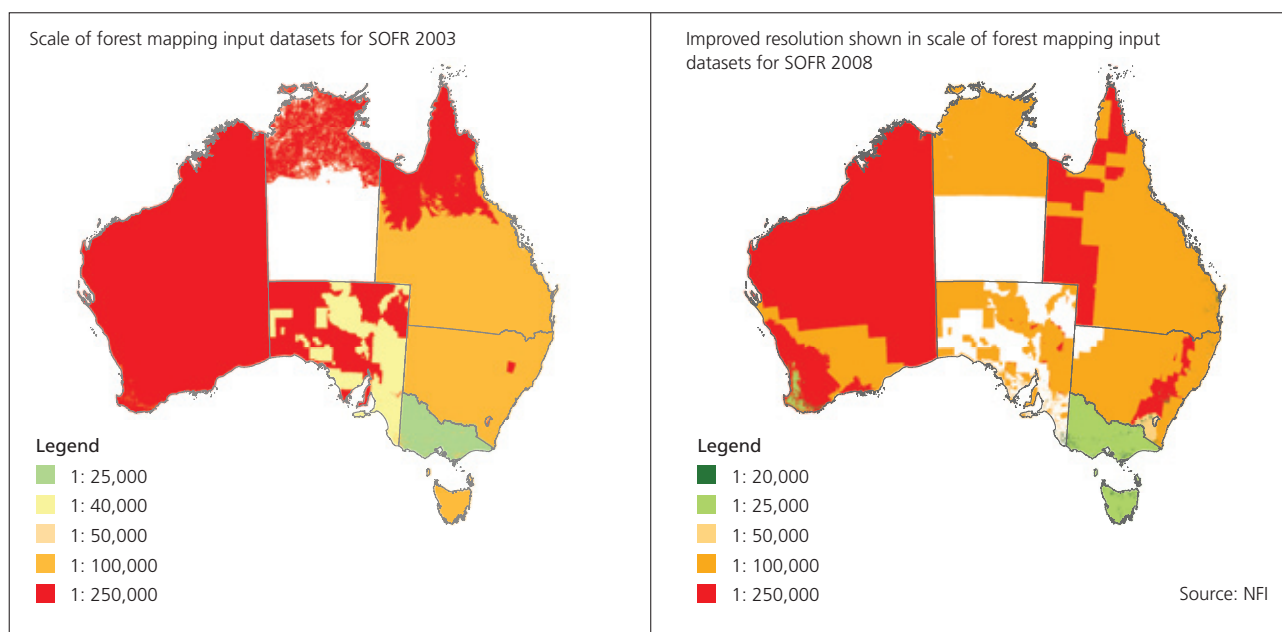 Scale of forest mapping input datasets for SOFR 2003
Legend
1: 25,000
1: 40,000
1: 50,000
1: 100,000
1: 250,000
Improved resolution shown in scale of forest mapping input
datasets for SOFR 2008
Legend
1: 20,000
1: 25,000
1: 50,000
1: 100,000
1: 250,000
Source: NFI